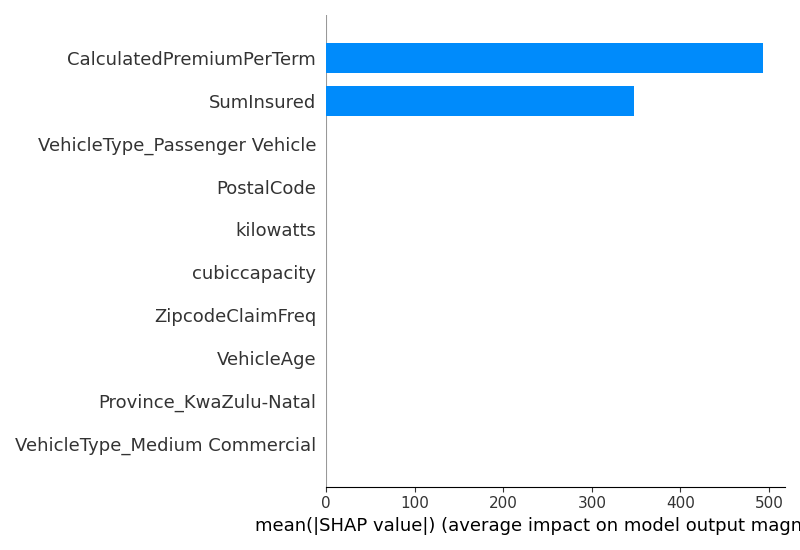 CalculatedPremiumPerTerm
SumInsured
VehicleType_Passenger Vehicle
PostalCode
kilowatts
cubiccapacity
ZipcodeClaimFreq
VehicleAge
Province_KwaZulu-Natal
VehicleType_Medium Commercial
0 100 200 300 400 500
mean(|SHAP value|) (average impact on model output magn